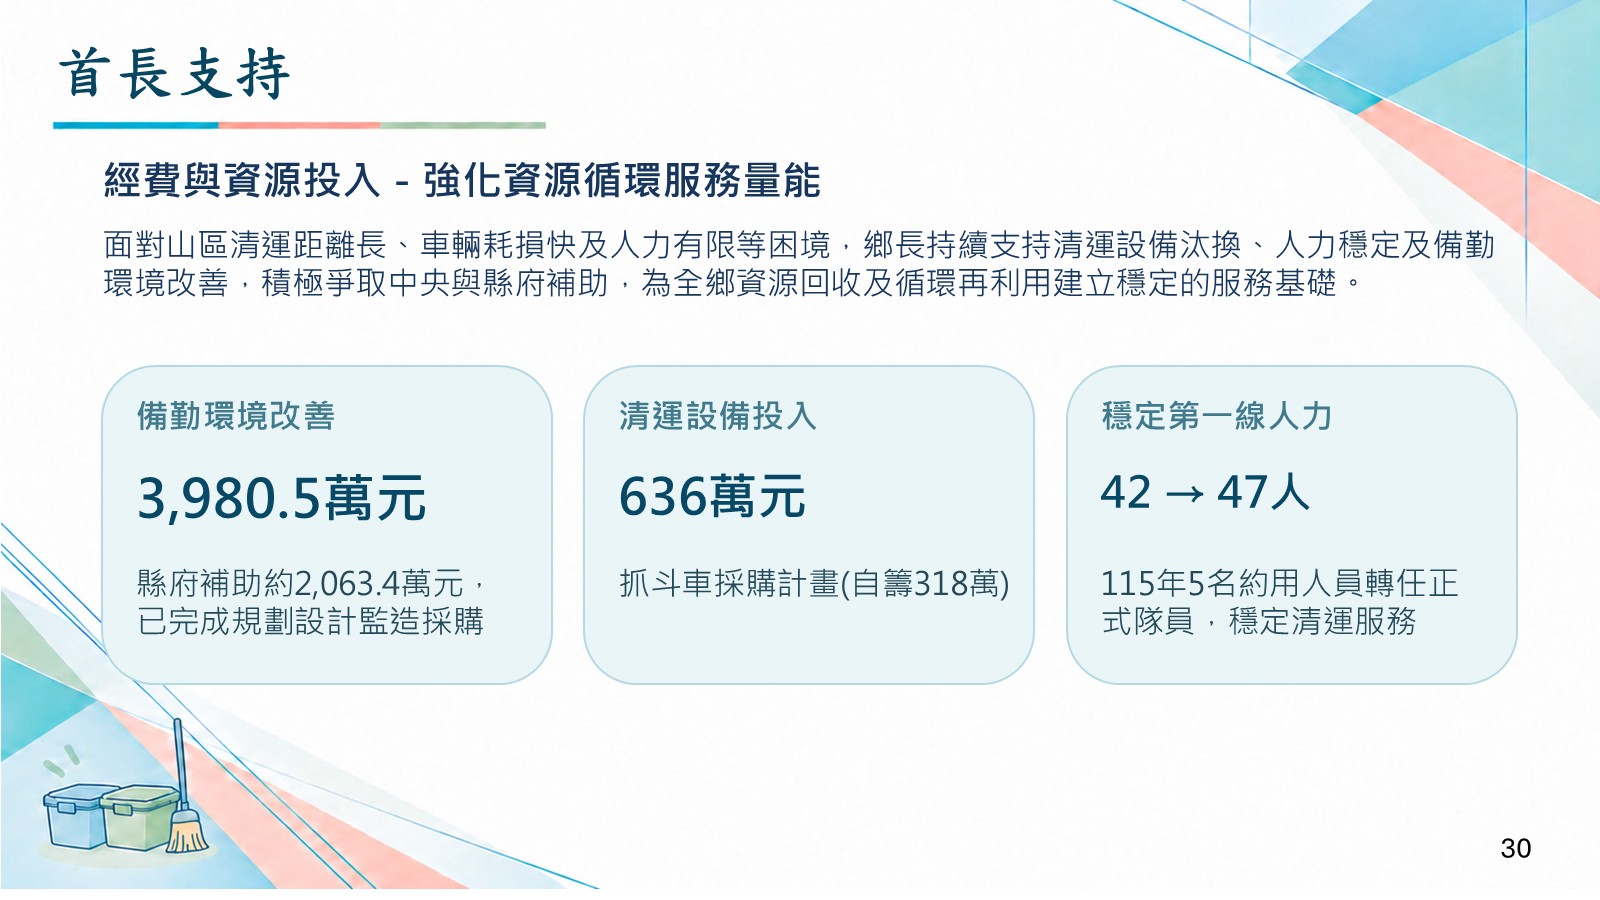 首長支持
經費與資源投入 - 強化資源循環服務量能
面對山區清運距離長、車輛耗損快及人力有限等困境，鄉長持續支持清運設備汰換、人力穩定及備勤
環境改善，積極爭取中央與縣府補助，為全鄉資源回收及循環再利用建立穩定的服務基礎。
備勤環境改善
3,980.5萬元
縣府補助約2,063.4萬元，
已完成規劃設計監造採購
清運設備投入
636萬元
抓斗車採購計畫(自籌318萬)
穩定第一線人力
42 → 47人
115年5名約用人員轉任正
式隊員，穩定清運服務
30